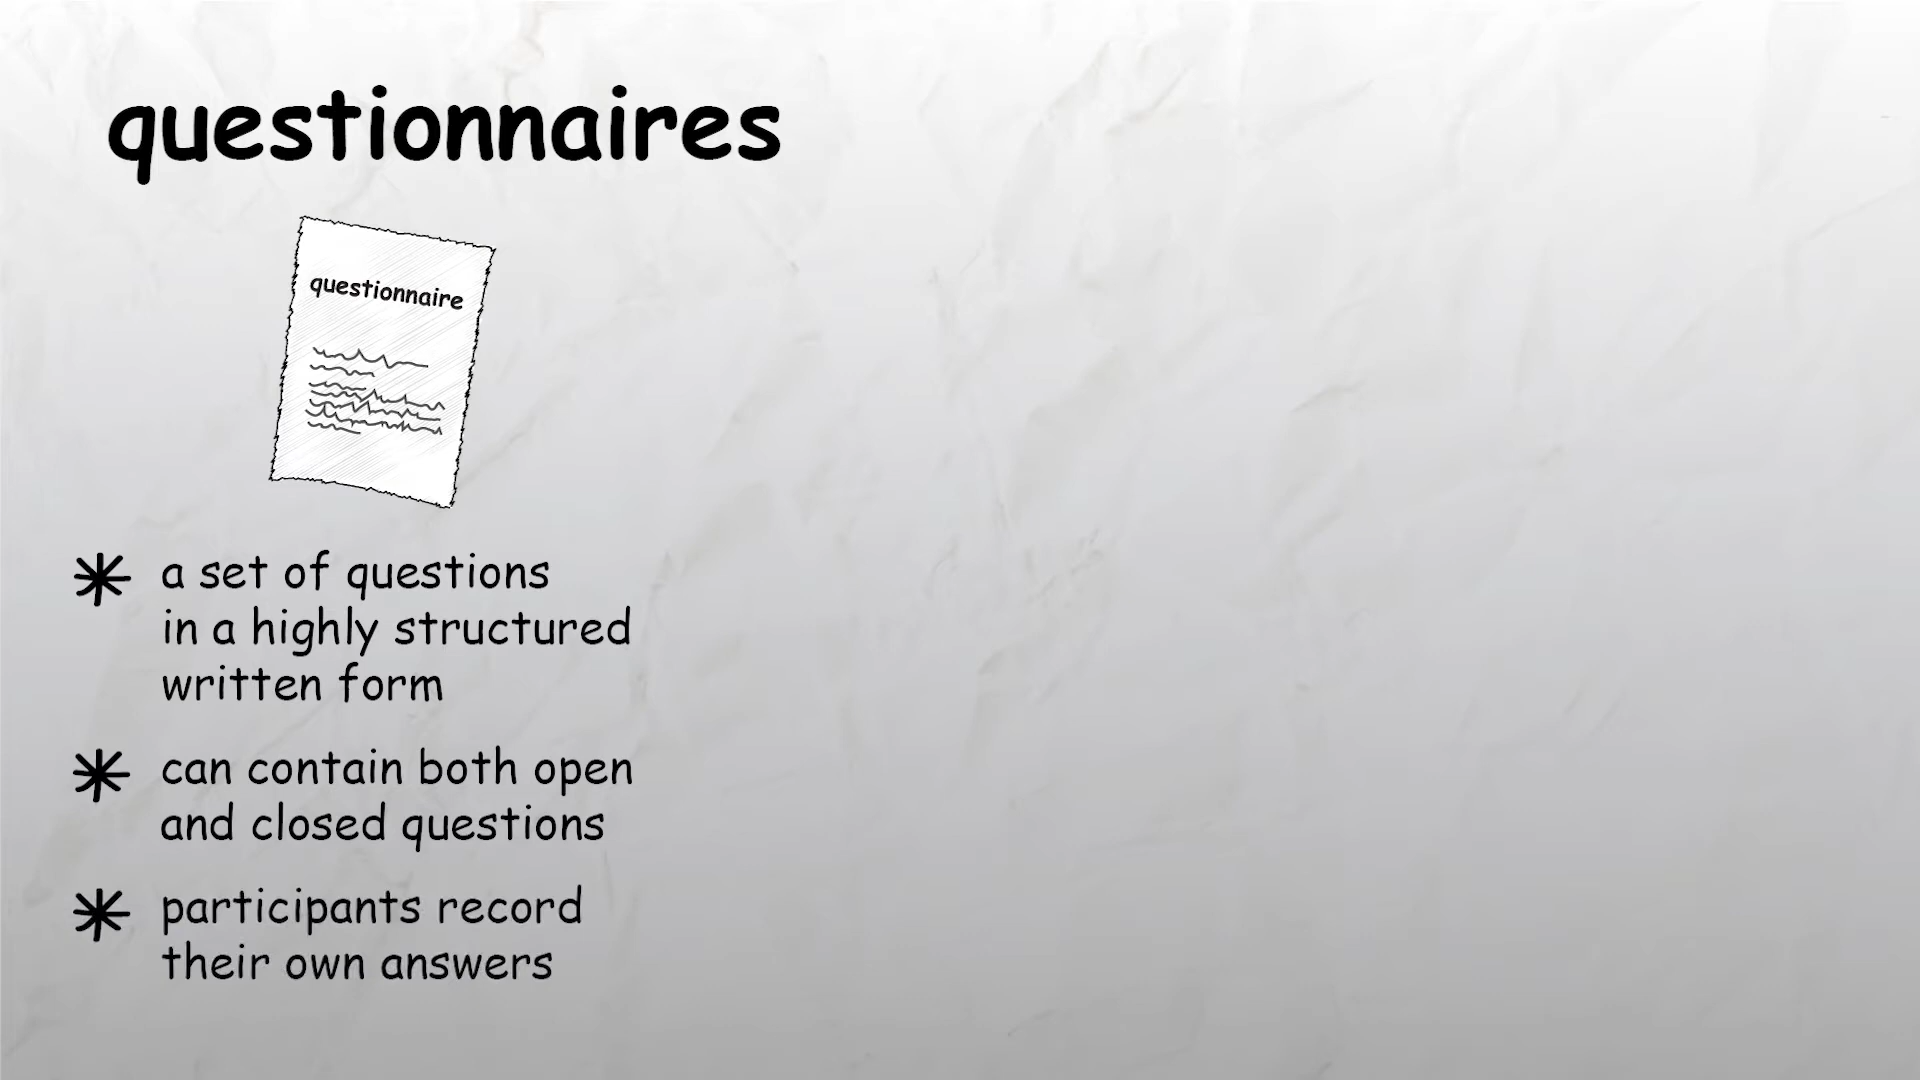 questionnaires
questionnaire
a set of questions
in a highly structured
written form
can contain both open
and closed questions
participants record
their own answers